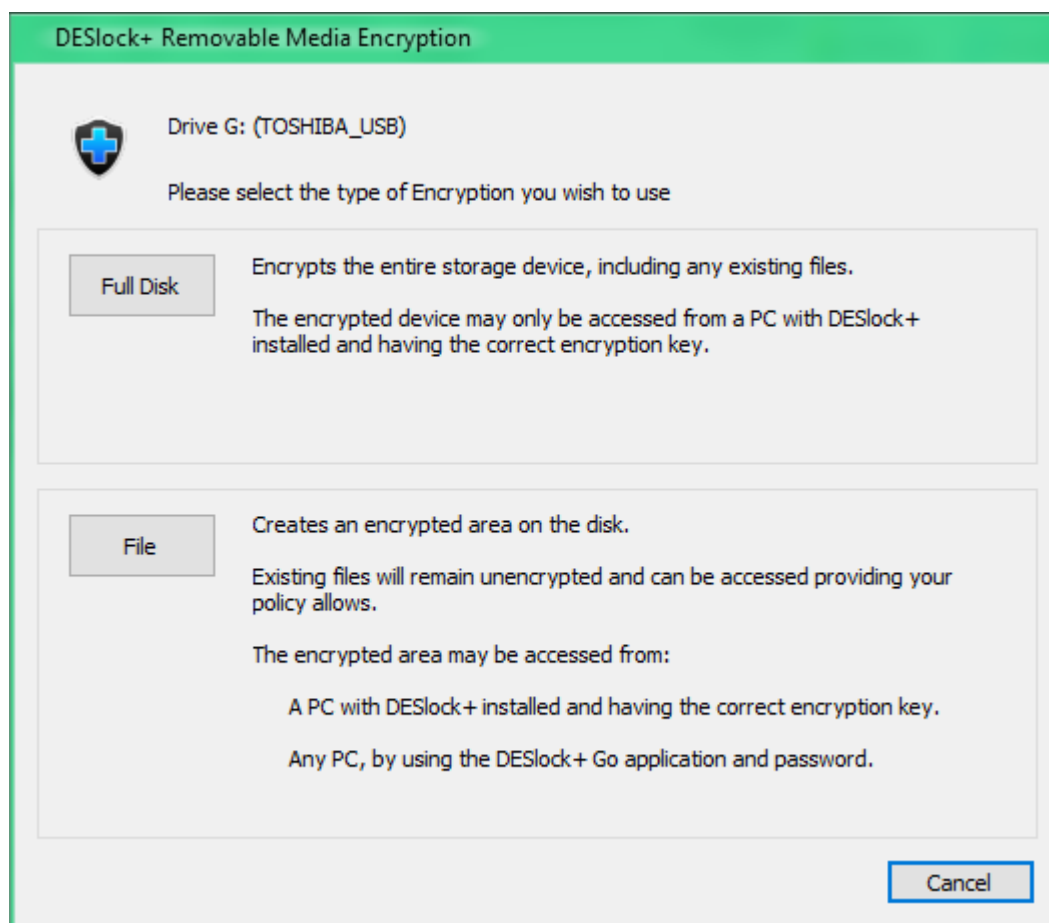 DESlock+ Removable Media Encryption
Drive G: (TOSHIBA_USB)
Please select the type of Encryption you wish to use
Full Disk
Encrypts the entire storage device, including any existing files.
The encrypted device may only be accessed from a PC with DESlock+
installed and having the correct encryption key.
File
Creates an encrypted area on the disk.
Existing files will remain unencrypted and can be accessed providing your
policy allows.
The encrypted area may be accessed from:
A PC with DESlock+ installed and having the correct encryption key.
Any PC, by using the DESlock+ Go application and password.
Cancel